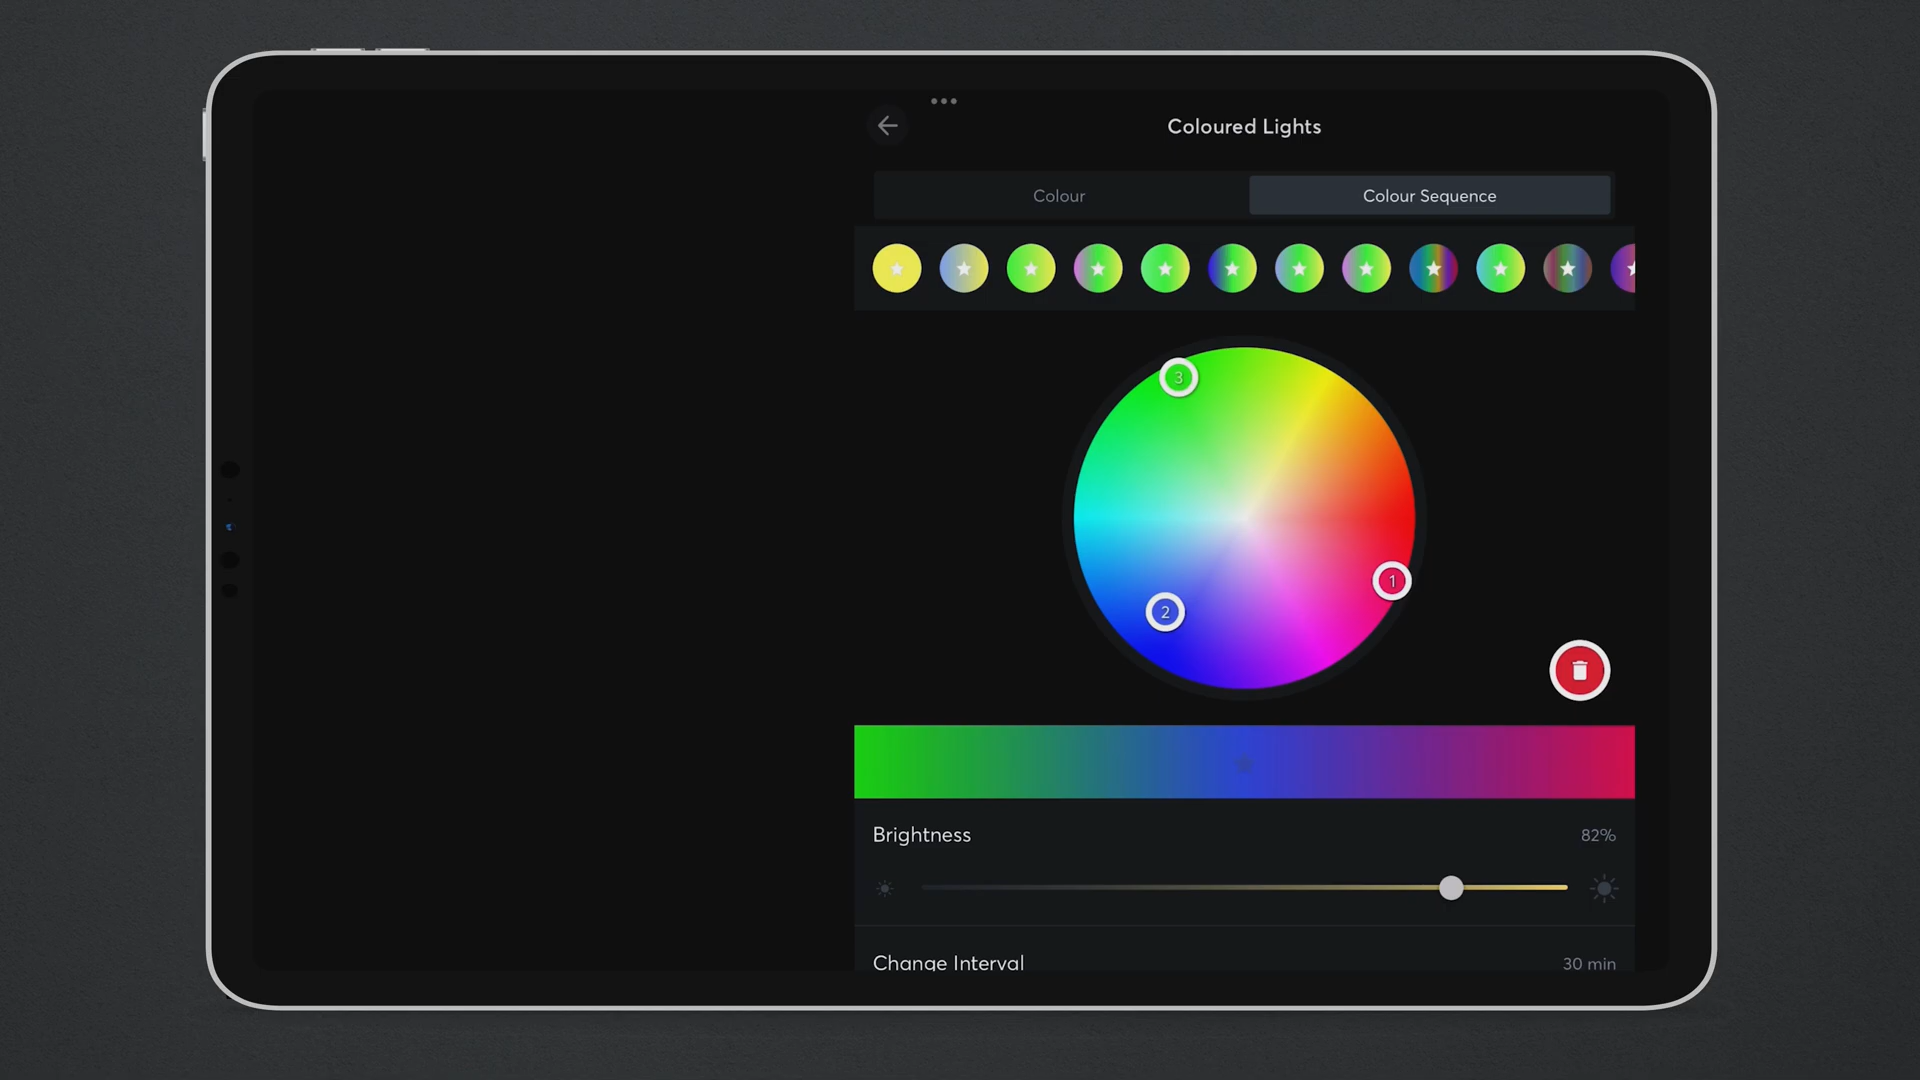 Coloured Lights
Colour
Colour Sequence
3
1
2
Brightness
82%
Change Interval
30 min